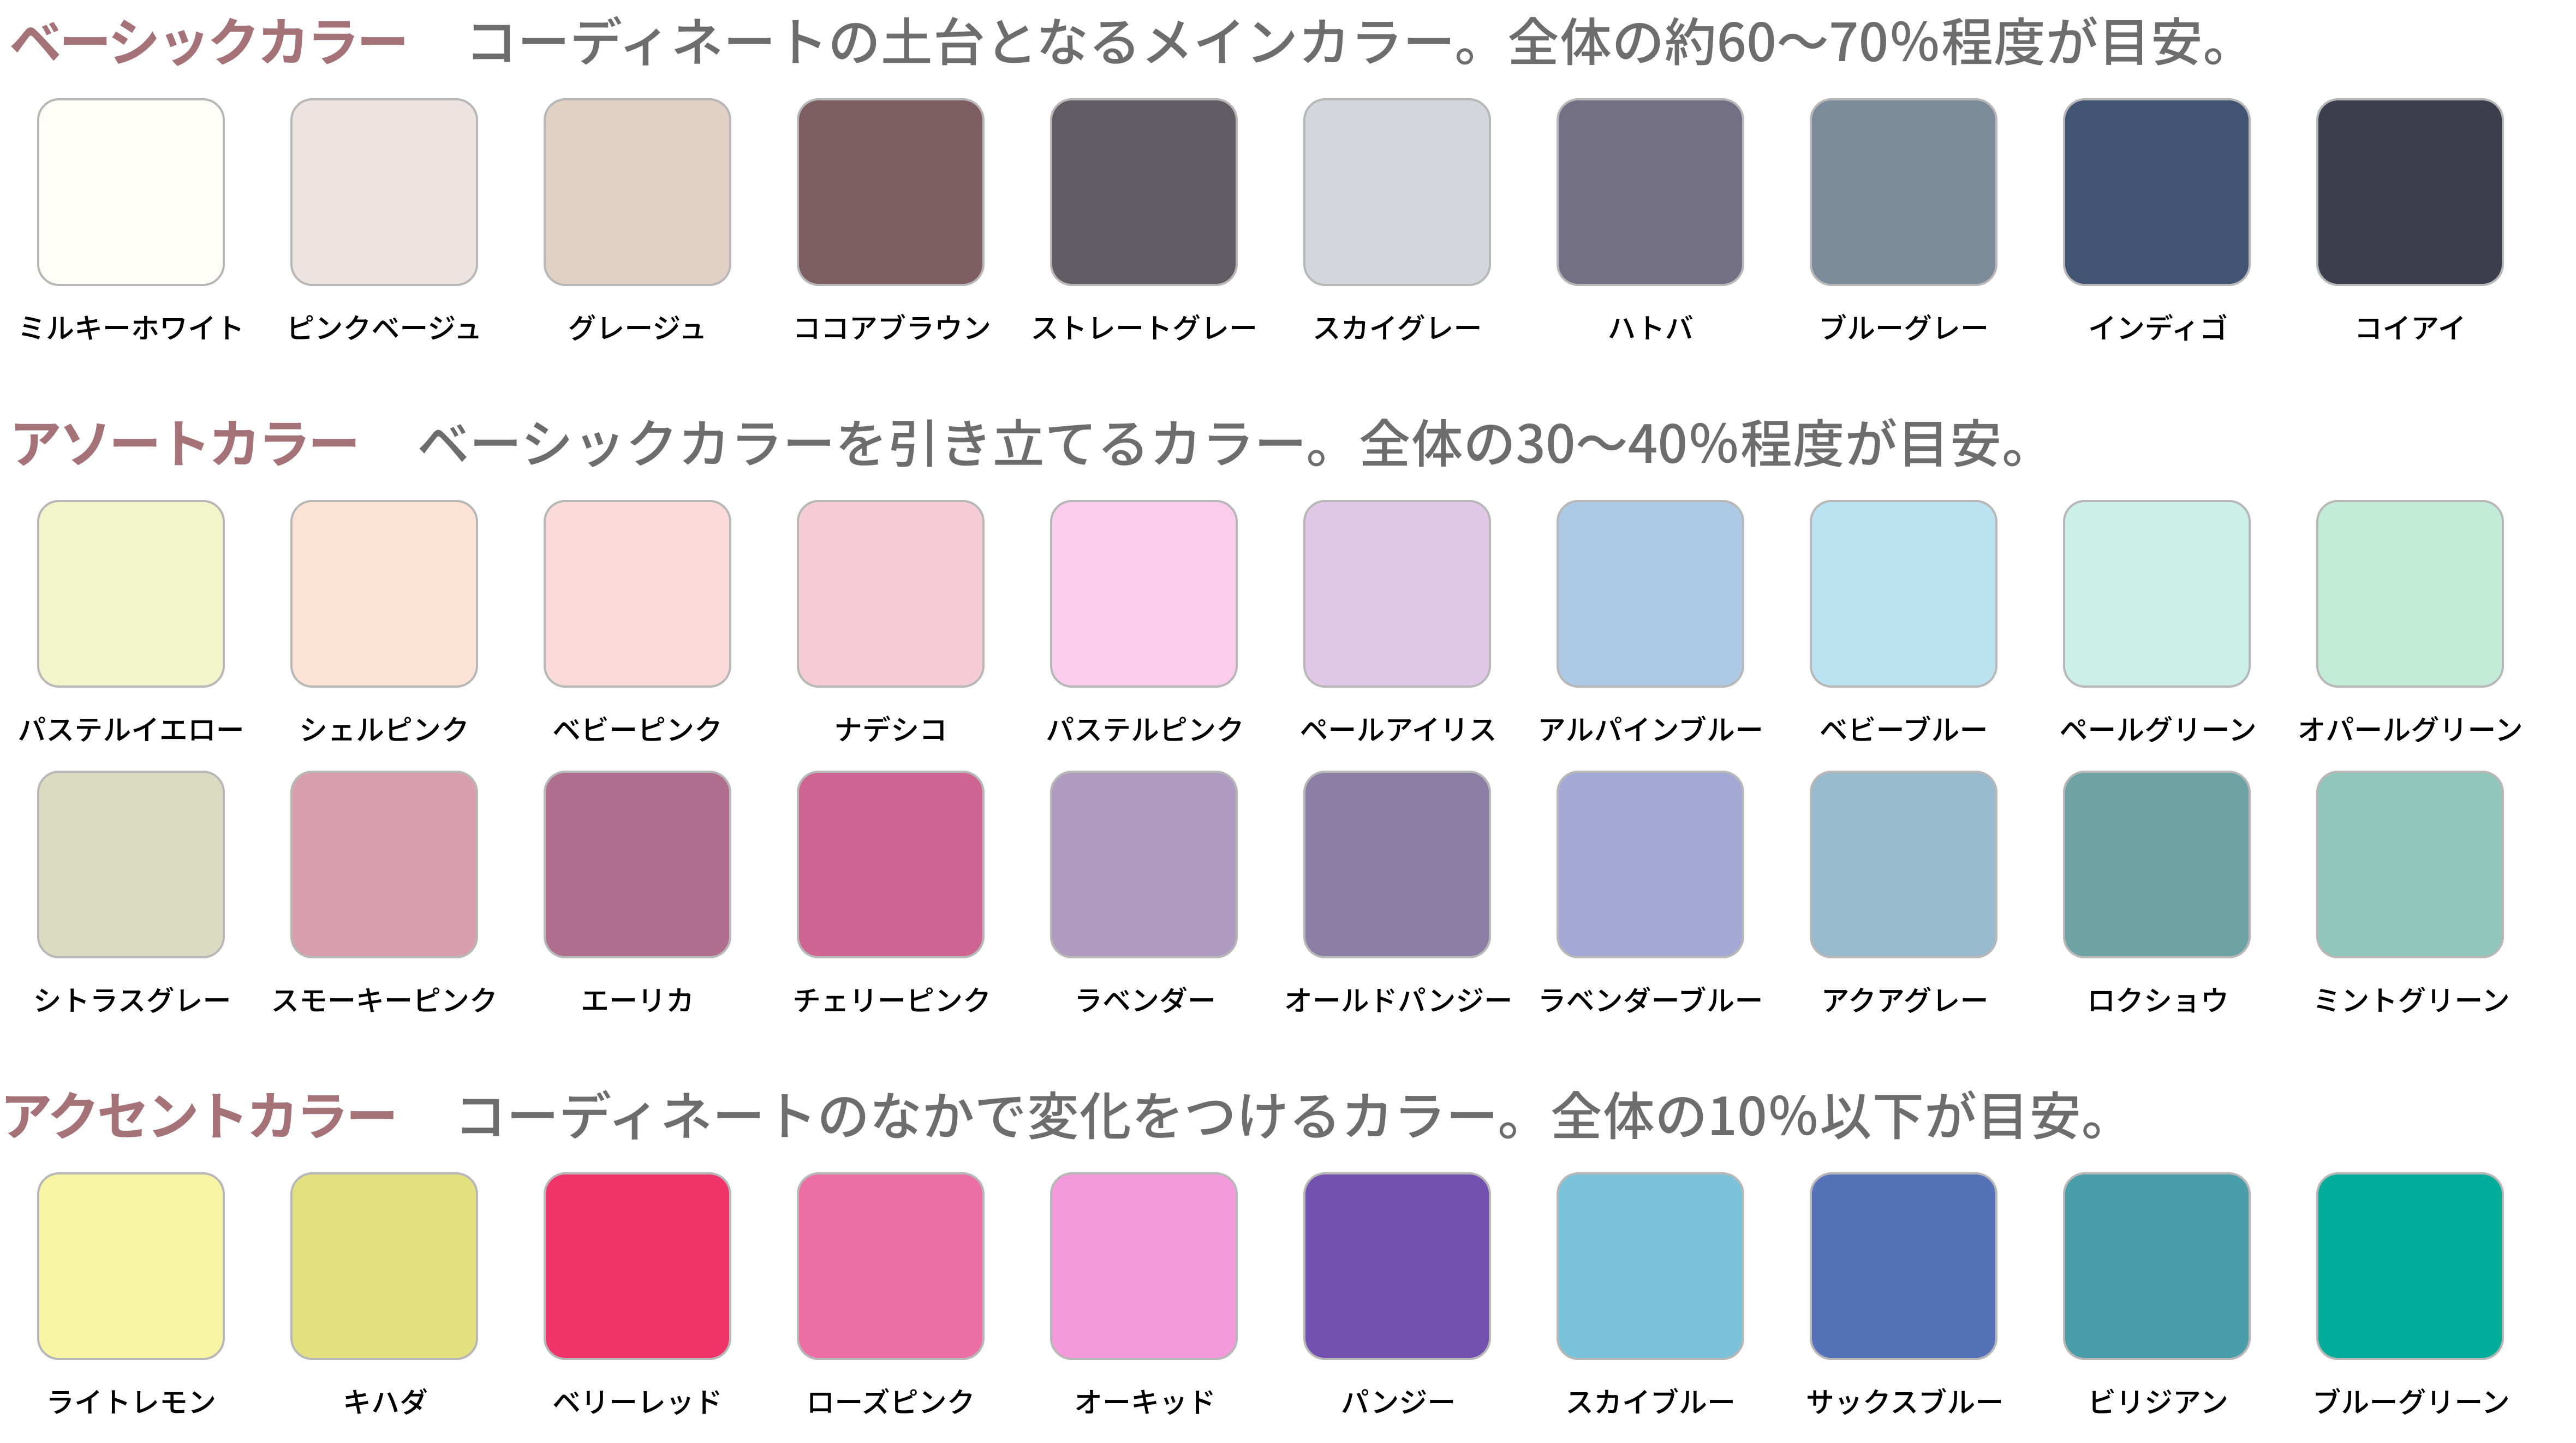 ベーシックカラー　コーディネートの土台となるメインカラー。全体の約60〜70%程度が目安。
ミルキーホワイト　ピンクベージュ　グレージュ　ココアブラウン　ストレートグレー　スカイグレー　ハトバ　ブルーグレー　インディゴ　コイアイ
アソートカラー　ベーシックカラーを引き立てるカラー。全体の30〜40%程度が目安。
パステルイエロー　シェルピンク　ベビーピンク　ナデシコ　パステルピンク　ペールアイリス　アルパインブルー　ベビーブルー　ペールグリーン　オパールグリーン
シトラスグレー　スモーキーピンク　エーリカ　チェリーピンク　ラベンダー　オールドパンジー　ラベンダーブルー　アクアグレー　ロクショウ　ミントグリーン
アクセントカラー　コーディネートのなかで変化をつけるカラー。全体の10%以下が目安。
ライトレモン　キハダ　ベリーレッド　ローズピンク　オーキッド　パンジー　スカイブルー　サックスブルー　ビリジアン　ブルーグリーン